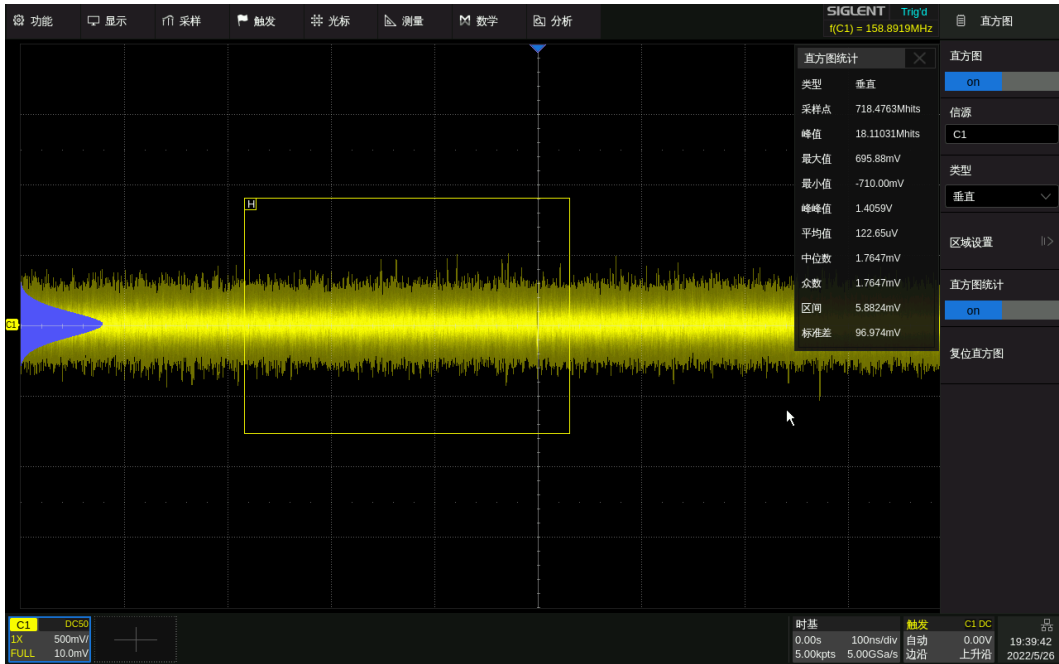 功能 显示 采样 触发 光标 测量 数学 分析
SIGLENT Trig'd
f(C1) = 158.8919MHz
直方图
直方图
on
信源
C1
类型
垂直
区域设置
直方图统计
on
复位直方图
直方图统计
类型 垂直
采样点 718.4763Mhits
峰值 18.11031Mhits
最大值 695.88mV
最小值 -710.00mV
峰峰值 1.4059V
平均值 122.65uV
中位数 1.7647mV
众数 1.7647mV
区间 5.8824mV
标准差 96.974mV
H
C1
C1 DC50
1X 500mV/
FULL 10.0mV
时基
0.00s 100ns/div
5.00kpts 5.00GSa/s
触发 C1 DC
自动 0.00V
边沿 上升沿
19:39:42
2022/5/26